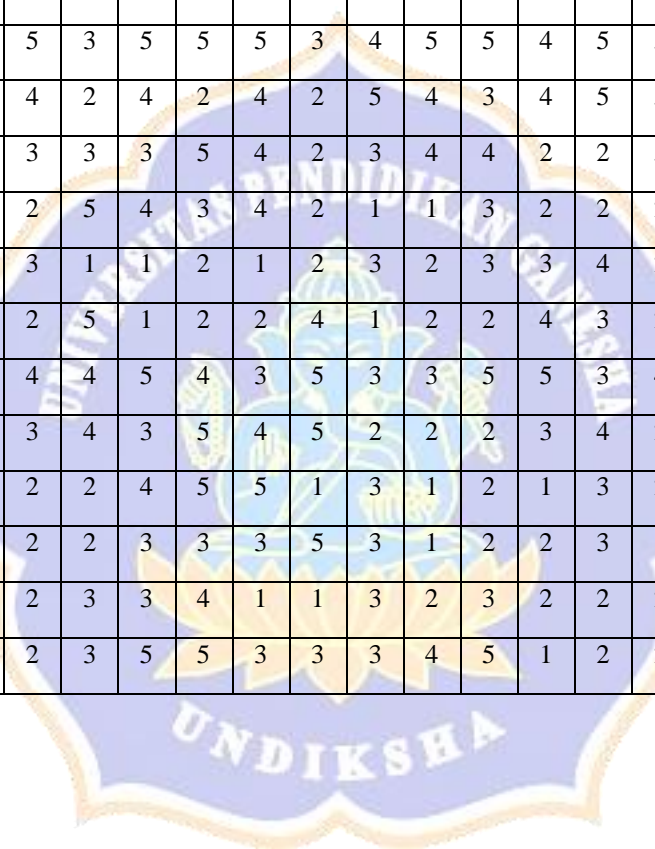 5 3 5 5 5 3 4 5 5 4 5
4 2 4 2 4 2 5 4 3 4 5
3 3 3 5 4 2 3 4 4 2 2
2 5 4 3 4 2 1 1 3 2 2
3 1 1 2 1 2 3 2 3 3 4
2 5 1 2 2 4 1 2 2 4 3
4 4 5 4 3 5 3 3 5 5 3
3 4 3 5 4 5 2 2 2 3 4
2 2 4 5 5 1 3 1 2 1 3
2 2 3 3 3 5 3 1 2 2 3
2 3 3 4 1 1 3 2 3 2 2
2 3 5 5 3 3 3 4 5 1 2
UNIVERSITAS PENDIDIKAN GANESHA
UNDIKSHA